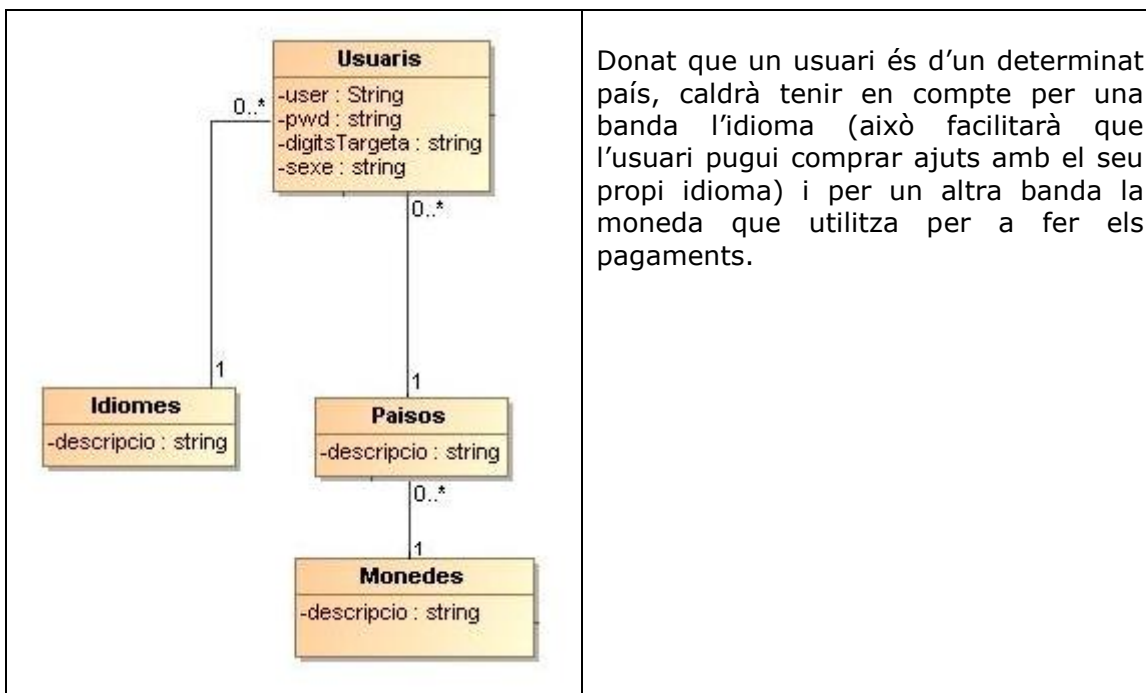 Usuaris
-user : String
-pwd : string
-digitsTargeta : string
-sexe : string
0..*
0..*
1
1
Idiomes
-descripcio : string
Paisos
-descripcio : string
0..*
1
Monedes
-descripcio : string
Donat que un usuari és d’un determinat
país, caldrà tenir en compte per una
banda l’idioma (això facilitarà que
l’usuari pugui comprar ajuts amb el seu
propi idioma) i per un altra banda la
moneda que utilitza per a fer els
pagaments.